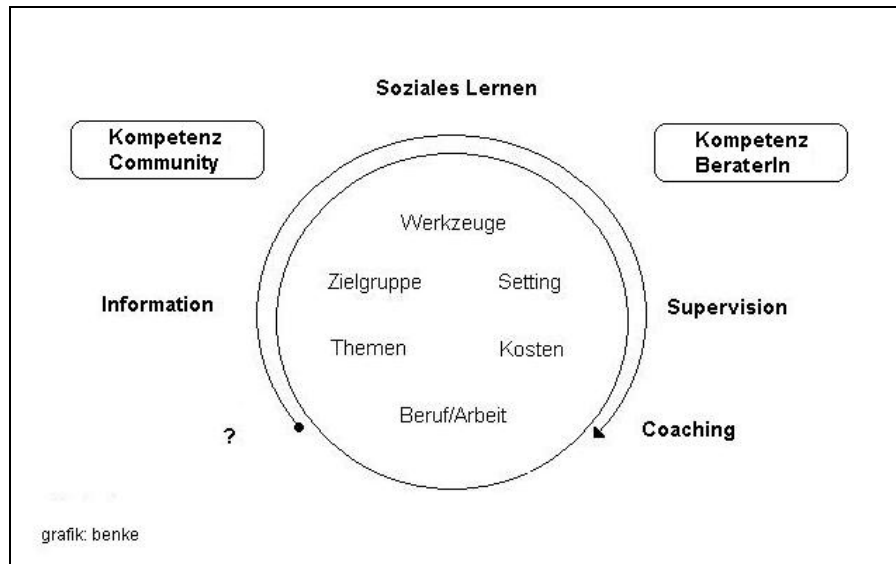 Soziales Lernen
Kompetenz
Community
Kompetenz
BeraterIn
Werkzeuge
Zielgruppe
Setting
Information
Supervision
Themen
Kosten
Beruf/Arbeit
?
Coaching
grafik: benke